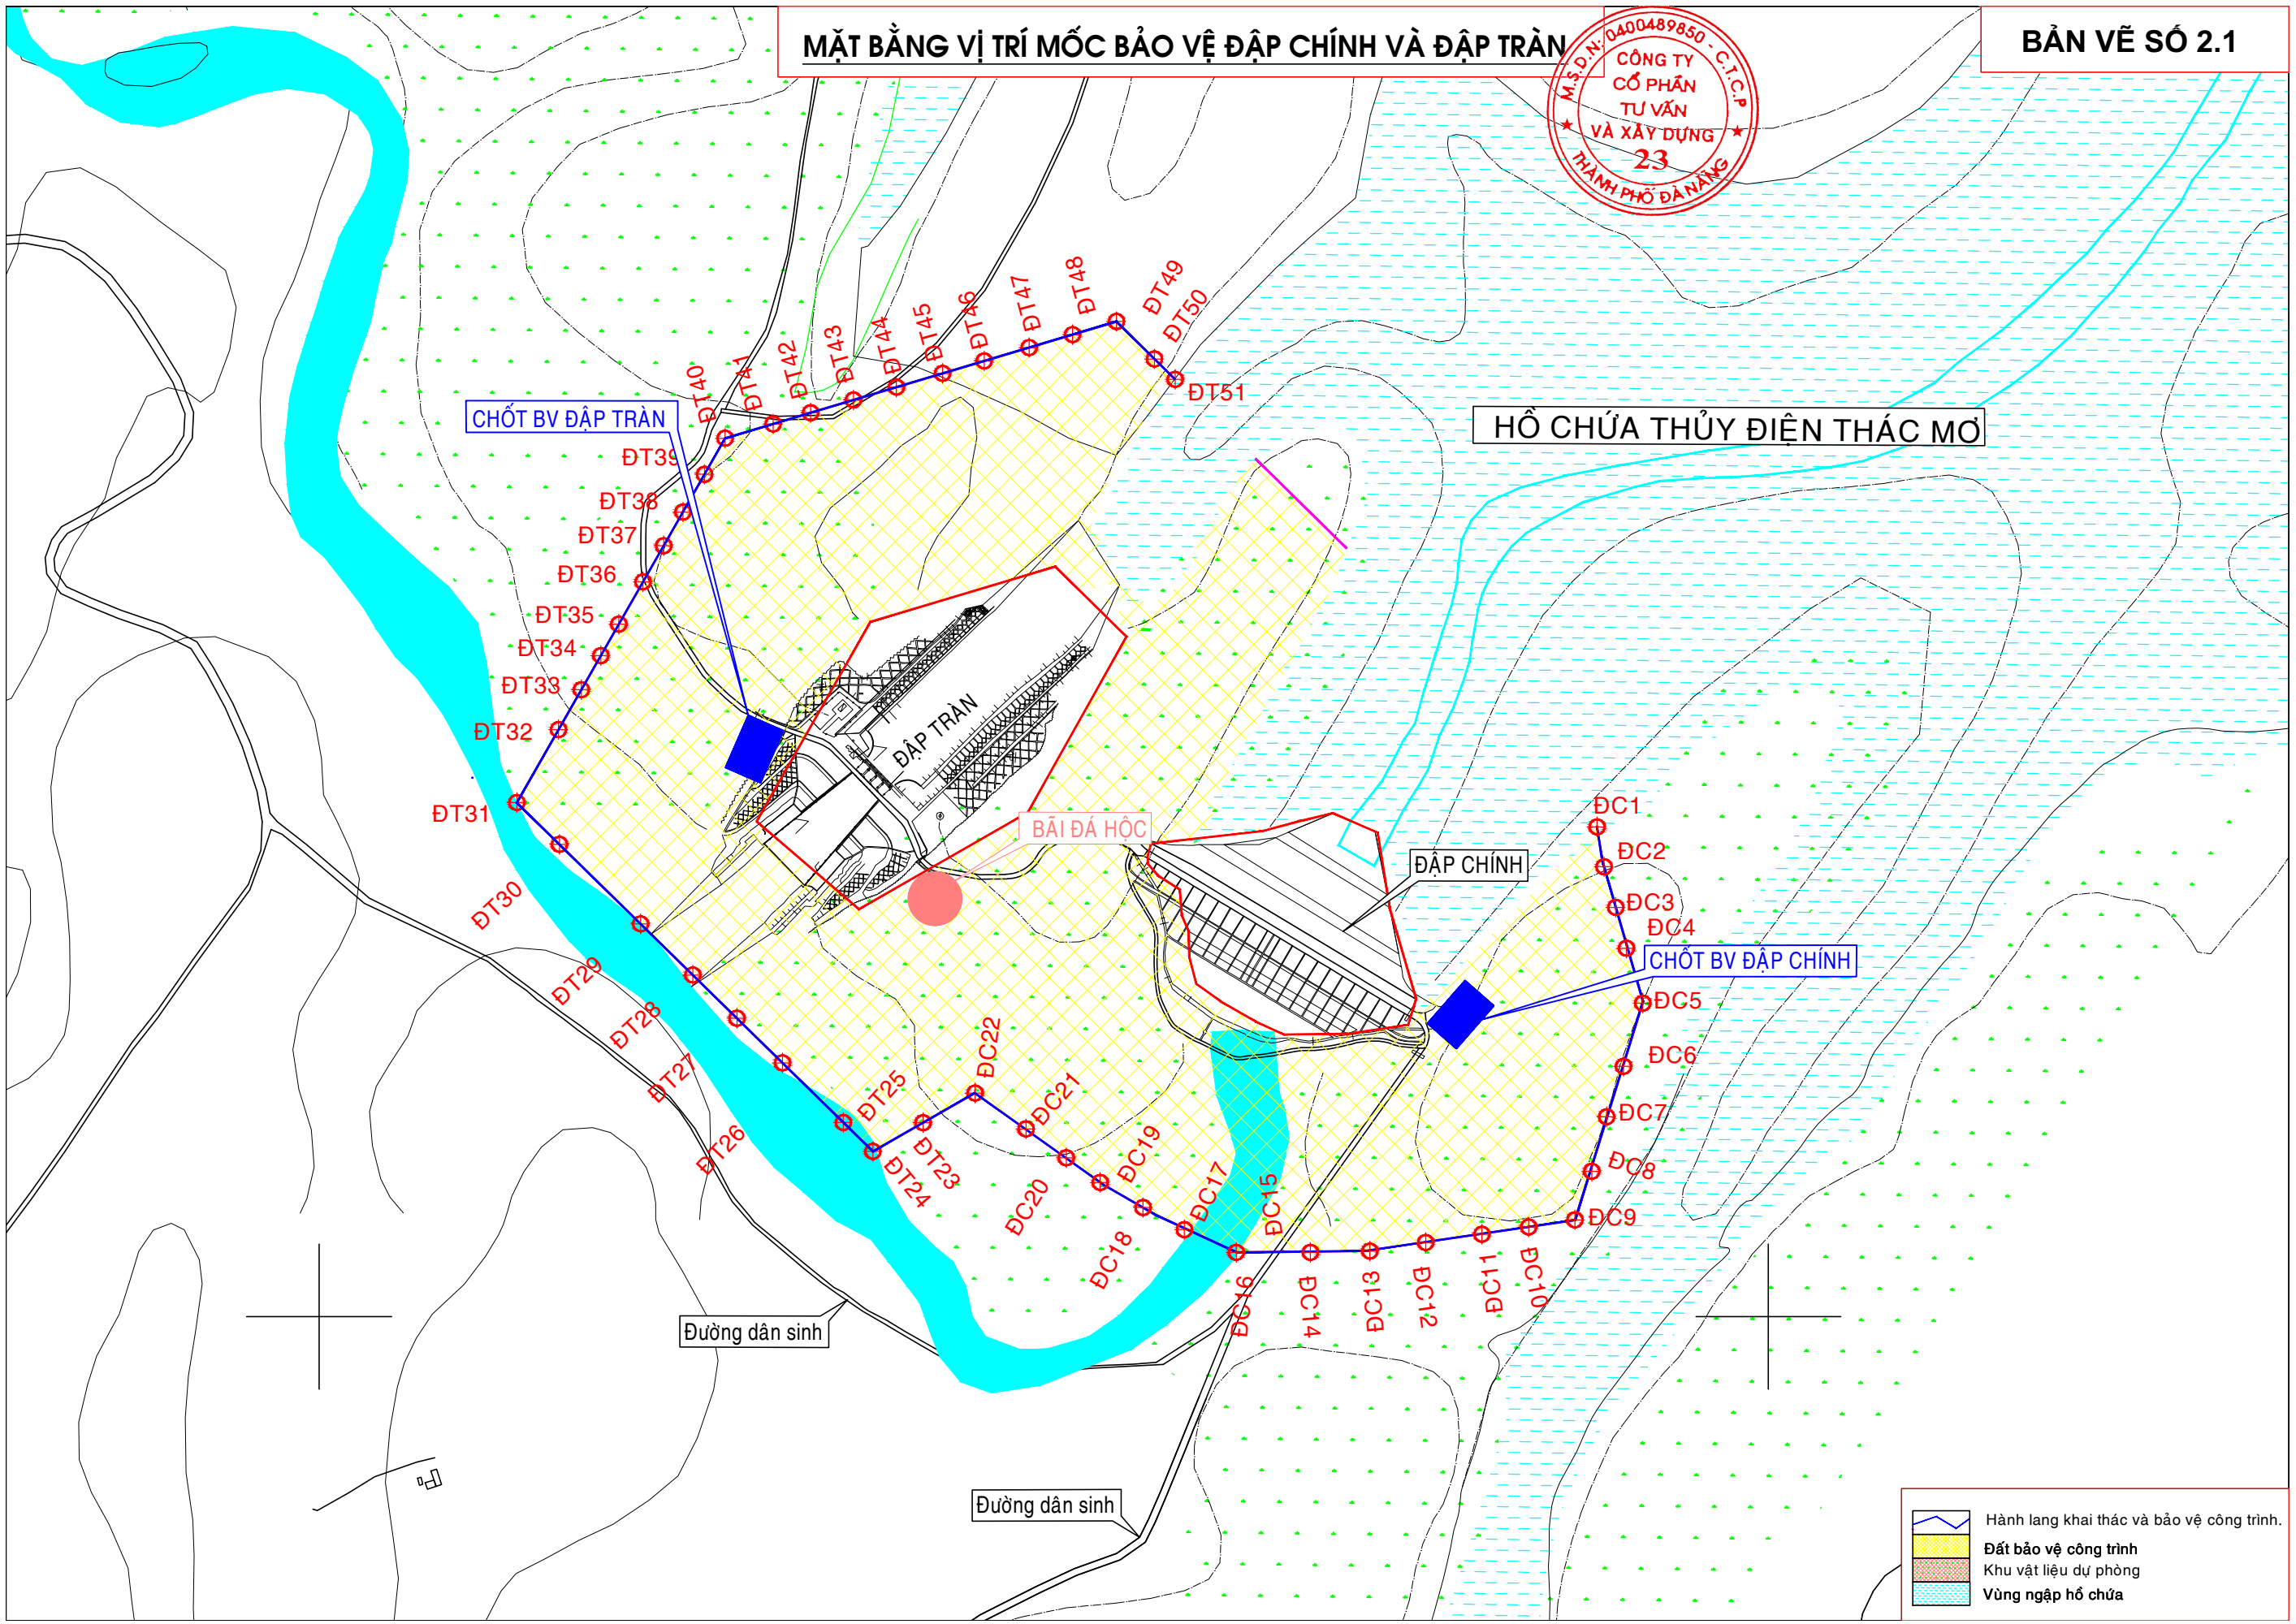 MẶT BẰNG VỊ TRÍ MỐC BẢO VỆ ĐẬP CHÍNH VÀ ĐẬP TRÀN
BẢN VẼ SỐ 2.1
M.S.D.N: 0400489850 - C.T.C.P
CÔNG TY
CỔ PHẦN
TƯ VẤN
VÀ XÂY DỰNG
23
THÀNH PHỐ ĐÀ NẴNG
ĐT49
ĐT48
ĐT50
ĐT47
ĐT46
ĐT45
ĐT44
ĐT43
ĐT42
ĐT41
ĐT40
ĐT51
CHỐT BV ĐẬP TRÀN
HỒ CHỨA THỦY ĐIỆN THÁC MƠ
ĐT39
ĐT38
ĐT37
ĐT36
ĐT35
ĐT34
ĐT33
ĐT32
ĐT31
ĐẬP TRÀN
BÃI ĐÁ HỘC
ĐẬP CHÍNH
ĐC1
ĐC2
ĐC3
ĐC4
CHỐT BV ĐẬP CHÍNH
ĐC5
ĐC6
ĐC7
ĐC8
ĐC9
ĐT30
ĐT29
ĐT28
ĐT27
ĐT26
ĐT25
ĐT24
ĐT23
ĐC22
ĐC21
ĐC20
ĐC19
ĐC18
ĐC17
ĐC16
ĐC15
ĐC14
ĐC13
ĐC12
ĐC11
ĐC10
Đường dân sinh
Đường dân sinh
Hành lang khai thác và bảo vệ công trình.
Đất bảo vệ công trình
Khu vật liệu dự phòng
Vùng ngập hồ chứa